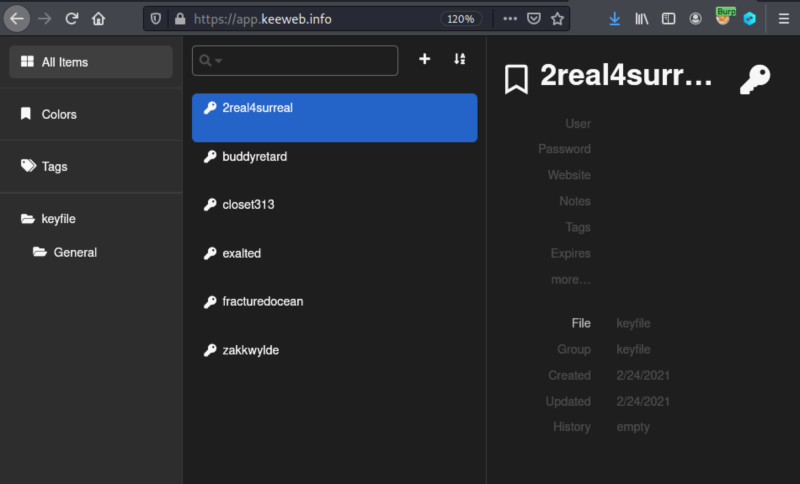 https://app.keeweb.info
120%
Burp
All Items
Colors
Tags
keyfile
General
2real4surreal
buddyretard
closet313
exalted
fracturedocean
zakkwylde
2real4surr...
User
Password
Website
Notes
Tags
Expires
more...
File keyfile
Group keyfile
Created 2/24/2021
Updated 2/24/2021
History empty